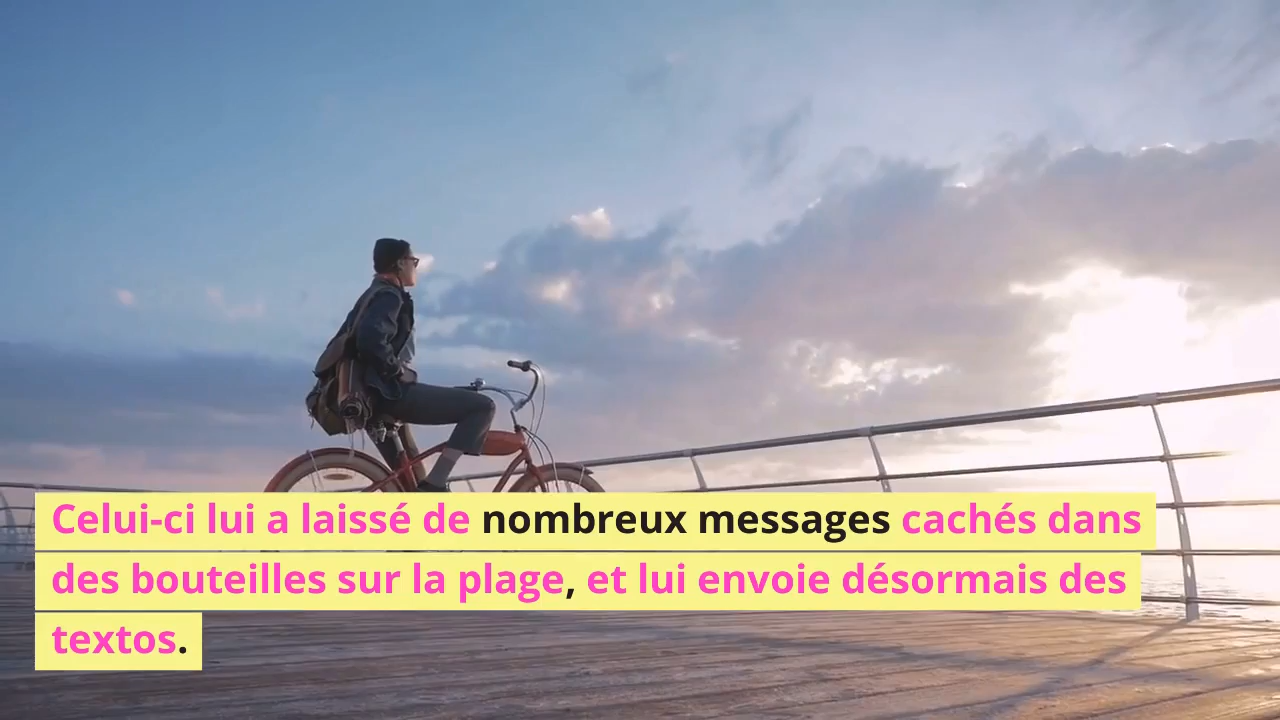 Celui-ci lui a laissé de nombreux messages cachés dans
des bouteilles sur la plage, et lui envoie désormais des
textos.